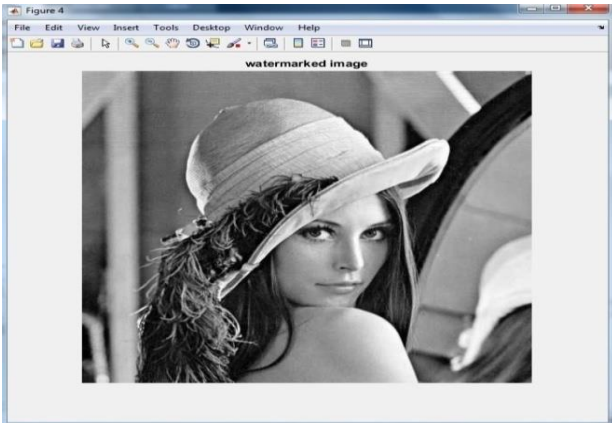 Figure 4
File Edit View Insert Tools Desktop Window Help
watermarked image